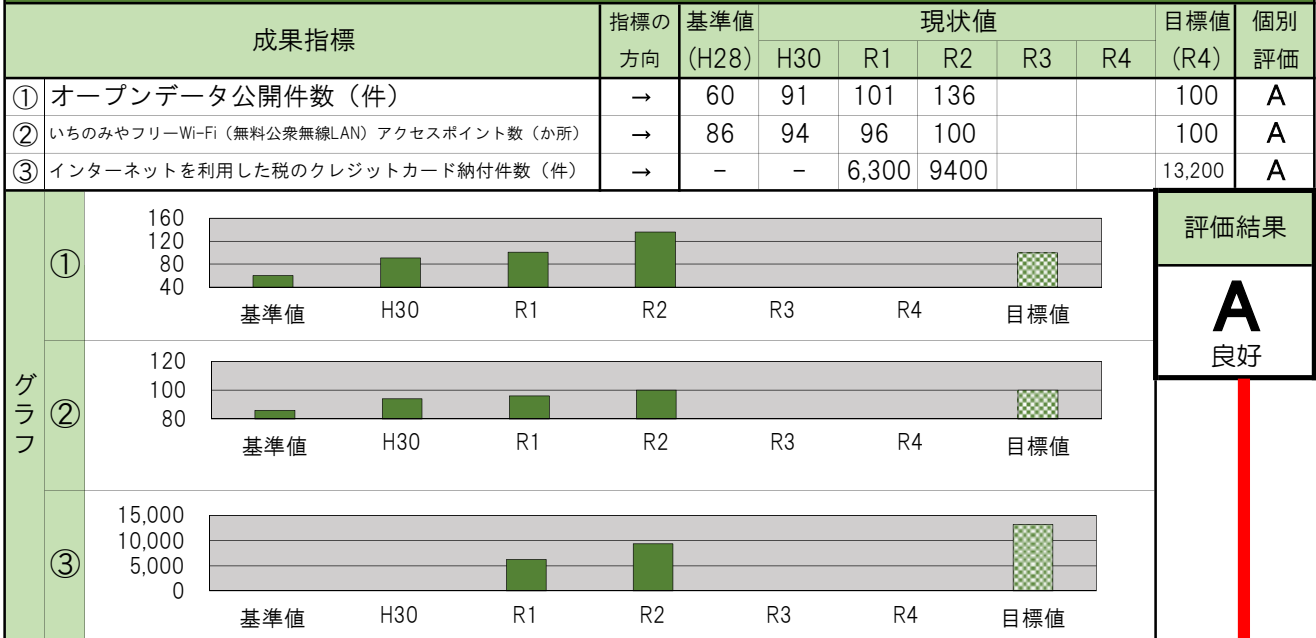 成果指標 指標の方向 基準値(H28) 現状値 目標値(R4) 個別評価
H30 R1 R2 R3 R4
① オープンデータ公開件数（件） → 60 91 101 136 100 A
② いちのみやフリーWi-Fi（無料公衆無線LAN）アクセスポイント数（か所） → 86 94 96 100 100 A
③ インターネットを利用した税のクレジットカード納付件数（件） → － － 6,300 9400 13,200 A
グラフ
①
160
120
80
40
基準値 H30 R1 R2 R3 R4 目標値
②
120
100
80
基準値 H30 R1 R2 R3 R4 目標値
③
15,000
10,000
5,000
0
基準値 H30 R1 R2 R3 R4 目標値
評価結果
A
良好